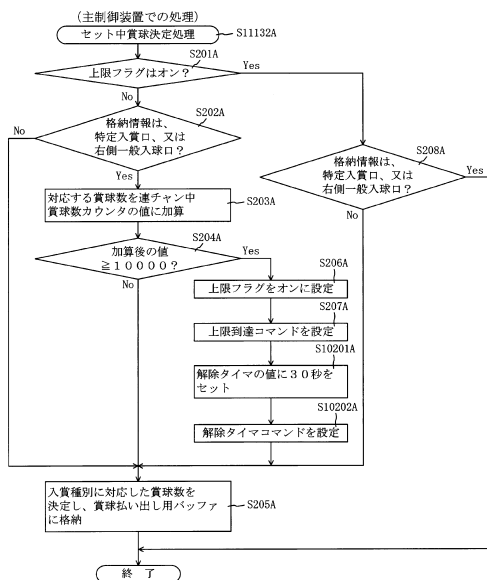 (主制御装置での処理)
セット中賞球決定処理
S11132A
S201A
上限フラグはオン？
Yes
No
S202A
格納情報は、
特定入賞口、又は
右側一般入球口？
No
Yes
S208A
格納情報は、
特定入賞口、又は
右側一般入球口？
Yes
No
対応する賞球数を連チャン中
賞球数カウンタの値に加算
S203A
S204A
加算後の値
≧１００００？
Yes
No
S206A
上限フラグをオンに設定
S207A
上限到達コマンドを設定
S10201A
解除タイマの値に３０秒を
セット
S10202A
解除タイマコマンドを設定
入賞種別に対応した賞球数を
決定し、賞球払い出し用バッファ
に格納
S205A
終 了